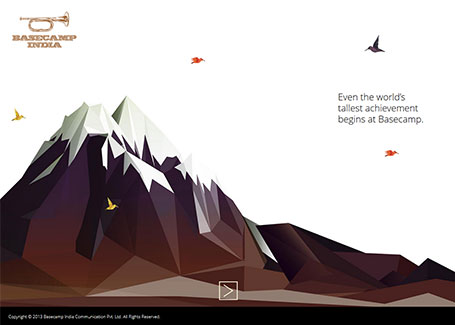 BASECAMP
INDIA
Even the world's
tallest achievement
begins at Basecamp.
Copyright © 2013 Basecamp India Communication Pvt. Ltd. All Rights Reserved.